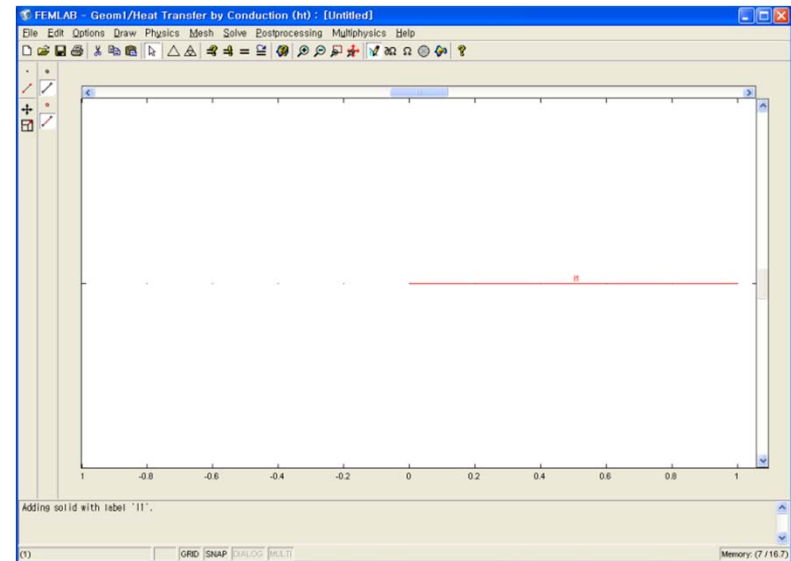 FEMLAB - Geom1/Heat Transfer by Conduction (ht) : [Untitled]
File Edit Options Draw Physics Mesh Solve Postprocessing Multiphysics Help
1 -0.8 -0.6 -0.4 -0.2 0 0.2 0.4 0.6 0.8 1
Adding solid with label 'I1'.
(1) GRID SNAP DIALOG MULTI Memory: (7 / 16.7)